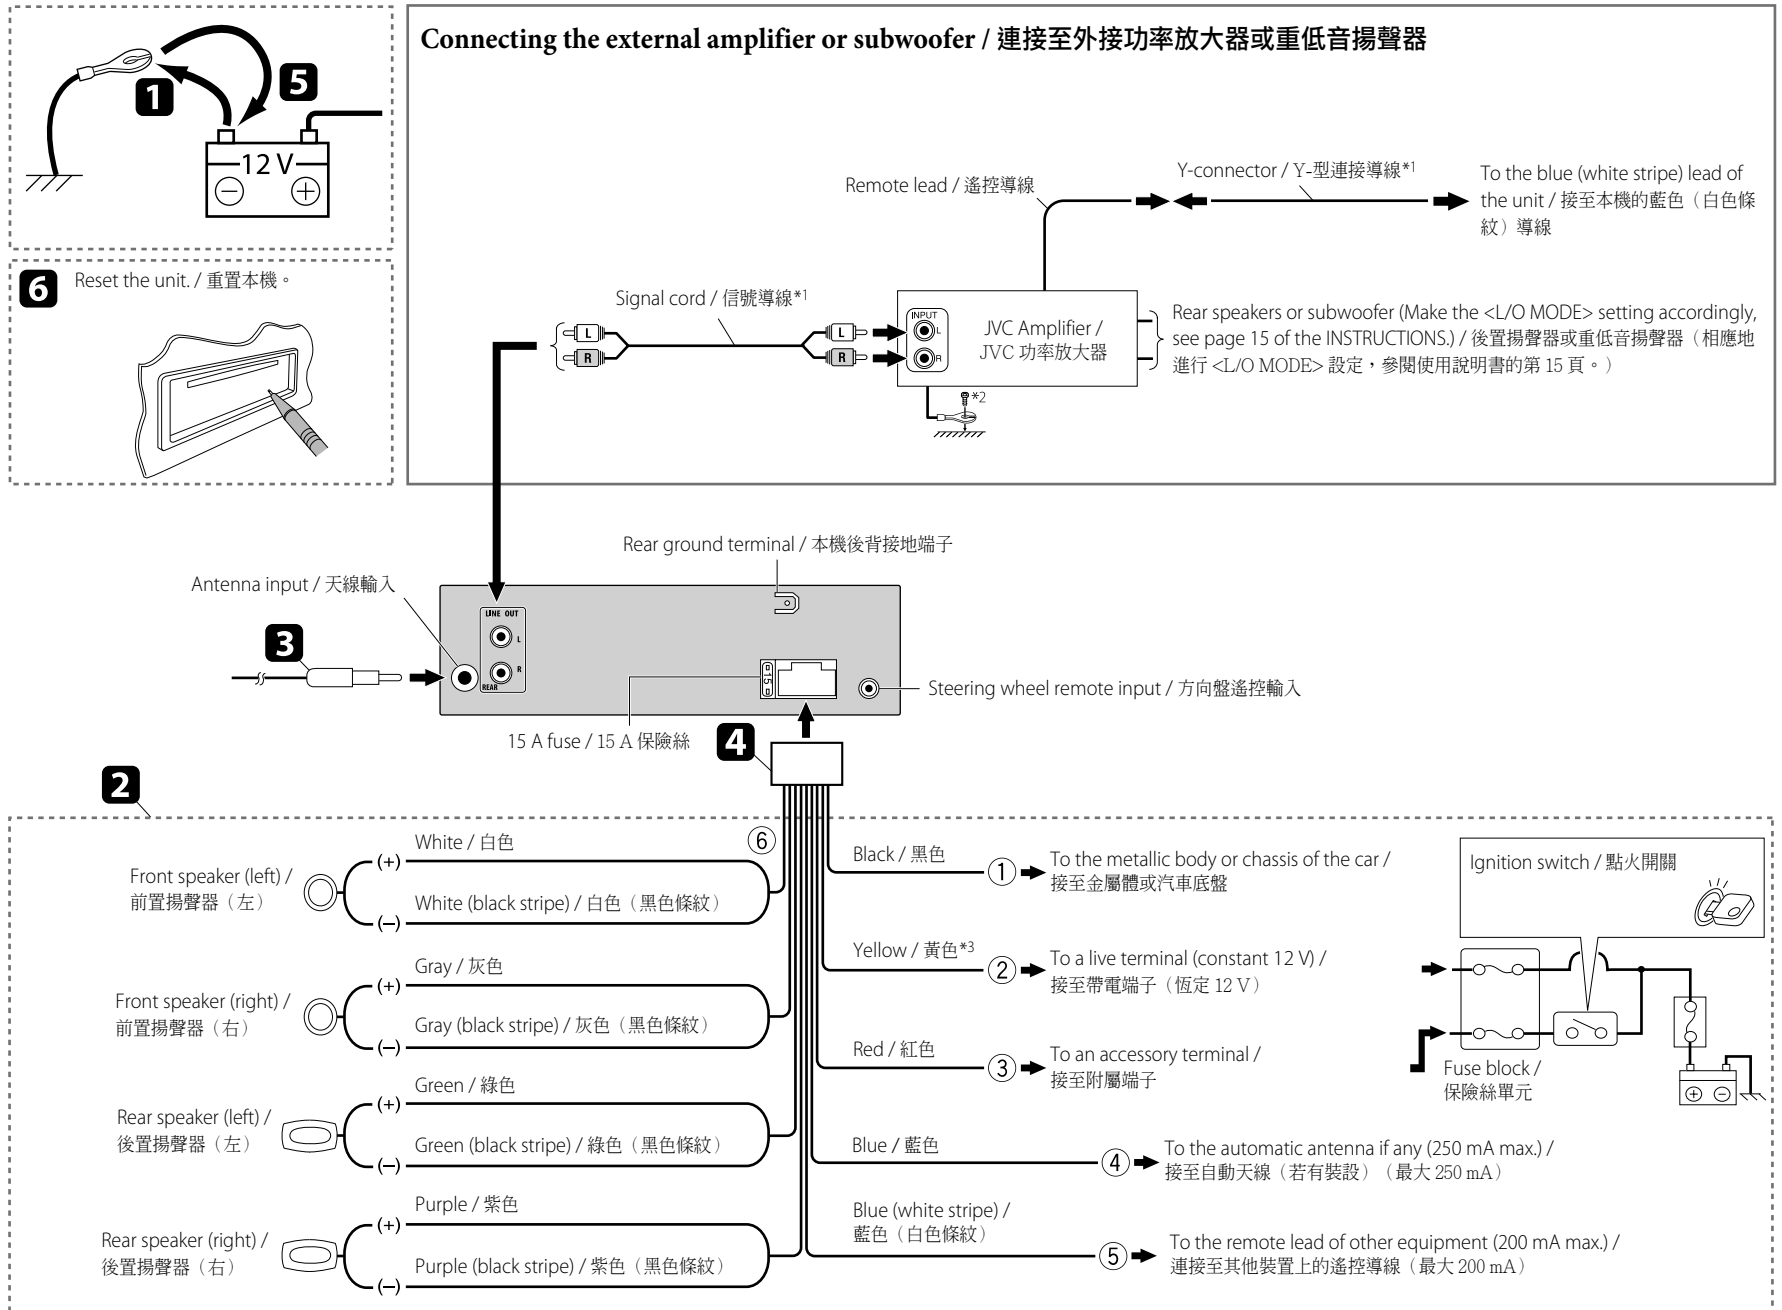 Connecting the external amplifier or subwoofer / 連接至外接功率放大器或重低音揚聲器
1
5
12 V
− +
6
Reset the unit. / 重置本機。
Remote lead / 遙控導線
Y-connector / Y-型連接導線*1
To the blue (white stripe) lead of
the unit / 接至本機的藍色（白色條
紋）導線
Signal cord / 信號導線*1
L
R
L
R
INPUT
L
R
JVC Amplifier /
JVC 功率放大器
*2
Rear speakers or subwoofer (Make the <L/O MODE> setting accordingly,
see page 15 of the INSTRUCTIONS.) / 後置揚聲器或重低音揚聲器（相應地
進行 <L/O MODE> 設定，參閱使用說明書的第 15 頁。）
Rear ground terminal / 本機後背接地端子
Antenna input / 天線輸入
3
LINE OUT
L
R
REAR
15
Steering wheel remote input / 方向盤遙控輸入
15 A fuse / 15 A 保險絲
4
2
Front speaker (left) /
前置揚聲器（左）
(+)
White / 白色
(−)
White (black stripe) / 白色（黑色條紋）
⑥
Front speaker (right) /
前置揚聲器（右）
(+)
Gray / 灰色
(−)
Gray (black stripe) / 灰色（黑色條紋）
Rear speaker (left) /
後置揚聲器（左）
(+)
Green / 綠色
(−)
Green (black stripe) / 綠色（黑色條紋）
Rear speaker (right) /
後置揚聲器（右）
(+)
Purple / 紫色
(−)
Purple (black stripe) / 紫色（黑色條紋）
Black / 黑色
①
To the metallic body or chassis of the car /
接至金屬體或汽車底盤
Yellow / 黃色*3
②
To a live terminal (constant 12 V) /
接至帶電端子（恆定 12 V）
Red / 紅色
③
To an accessory terminal /
接至附屬端子
Blue / 藍色
④
To the automatic antenna if any (250 mA max.) /
接至自動天線（若有裝設）（最大 250 mA）
Blue (white stripe) /
藍色（白色條紋）
⑤
To the remote lead of other equipment (200 mA max.) /
連接至其他裝置上的遙控導線（最大 200 mA）
Ignition switch / 點火開關
Fuse block /
保險絲單元
+ −